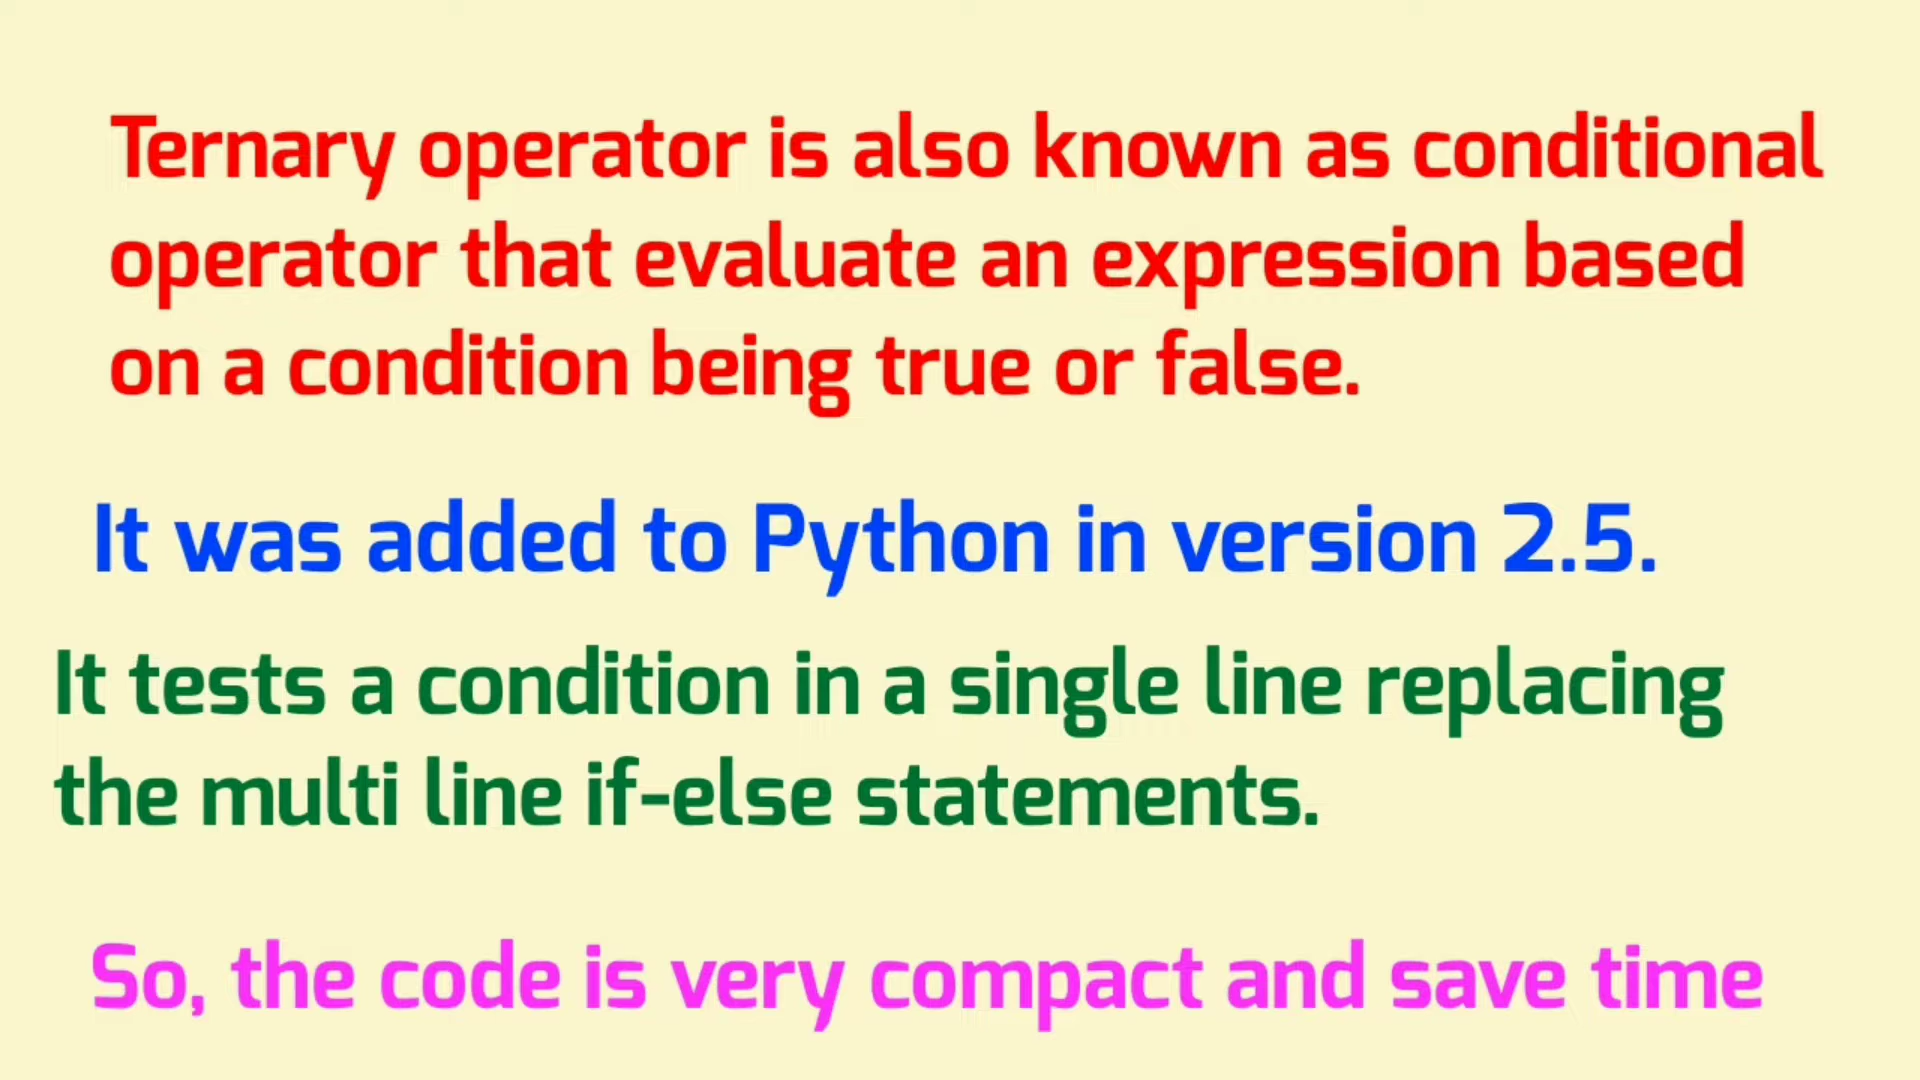 Ternary operator is also known as conditional
operator that evaluate an expression based
on a condition being true or false.
It was added to Python in version 2.5.
It tests a condition in a single line replacing
the multi line if-else statements.
So, the code is very compact and save time